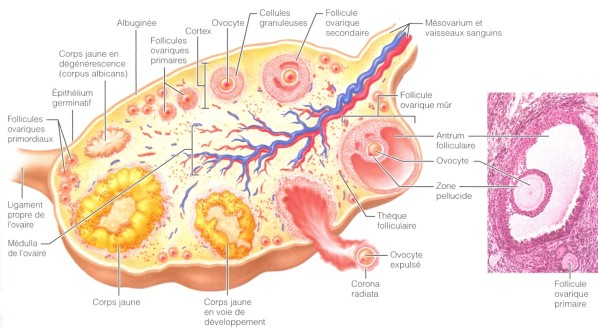 Albuginée
Ovocyte
Cellules
granuleuses
Follicule
ovarique
secondaire
Mésovarium et
vaisseaux sanguins
Cortex
Follicules
ovariques
primaires
Corps jaune en
dégénérescence
(corpus albicans)
Épithélium
germinatif
Follicules
ovariques
primordiaux
Ligament
propre de
l'ovaire
Médulla
de l'ovaire
Corps jaune
Corps jaune
en voie de
développement
Follicule
ovarique mûr
Antrum
folliculaire
Ovocyte
Zone
pellucide
Thèque
folliculaire
Ovocyte
expulsé
Corona
radiata
Follicule
ovarique
primaire